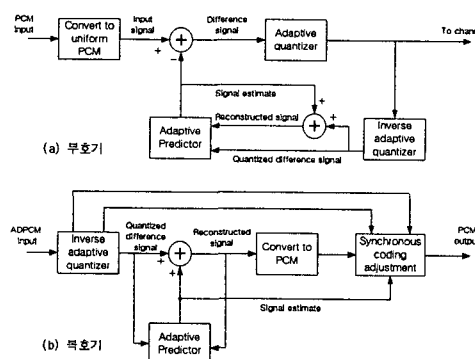 PCM
input
Convert to
uniform
PCM
Input
signal
+
−
+
Difference
signal
Adaptive
quantizer
To chann
Signal estimate
+
Reconstructed
signal
+
+
Adaptive
Predictor
Inverse
adaptive
quantizer
Quantized difference
signal
(a) 부호기
ADPCM
input
Inverse
adaptive
quantizer
Quantized
difference
signal
+
+
+
Reconstructed
signal
Convert to
PCM
Synchronous
coding
adjustment
PCM
output
Signal estimate
Adaptive
Predictor
(b) 복호기